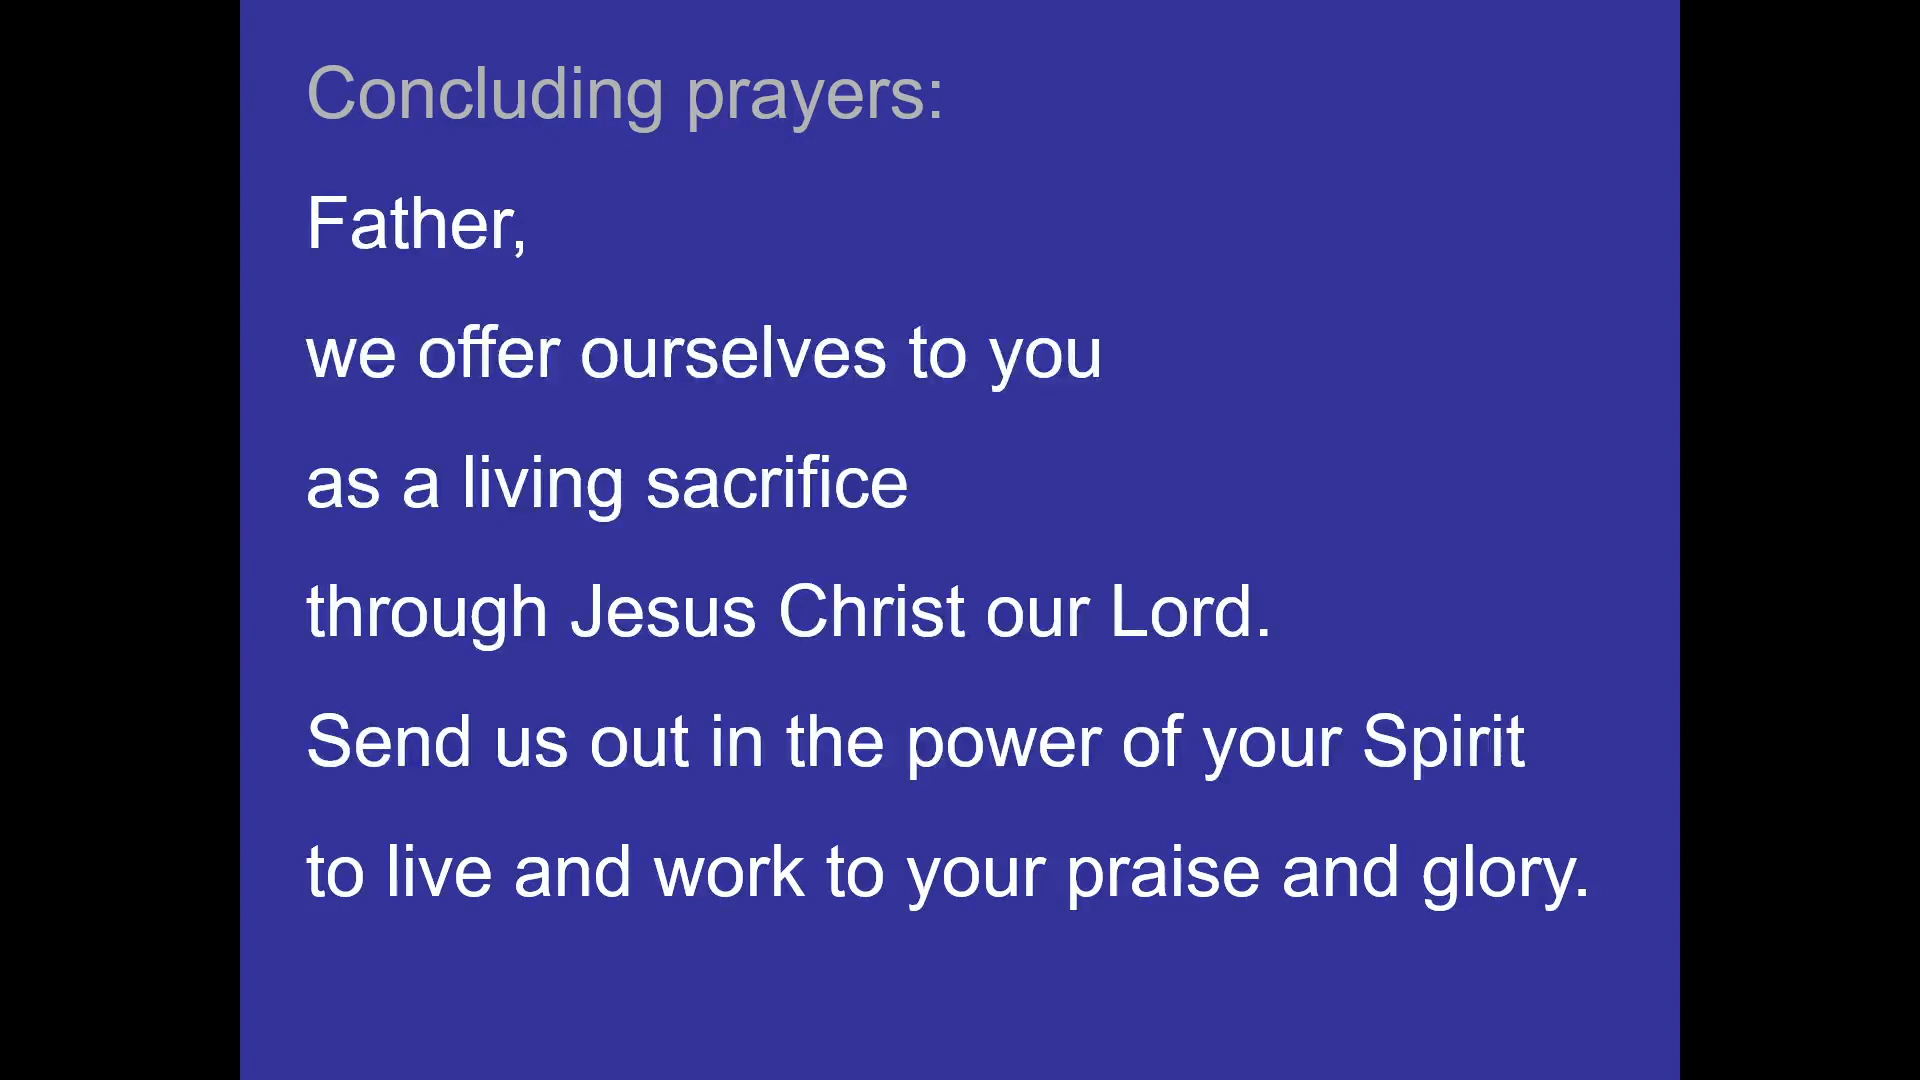 Concluding prayers:
Father,
we offer ourselves to you
as a living sacrifice
through Jesus Christ our Lord.
Send us out in the power of your Spirit
to live and work to your praise and glory.